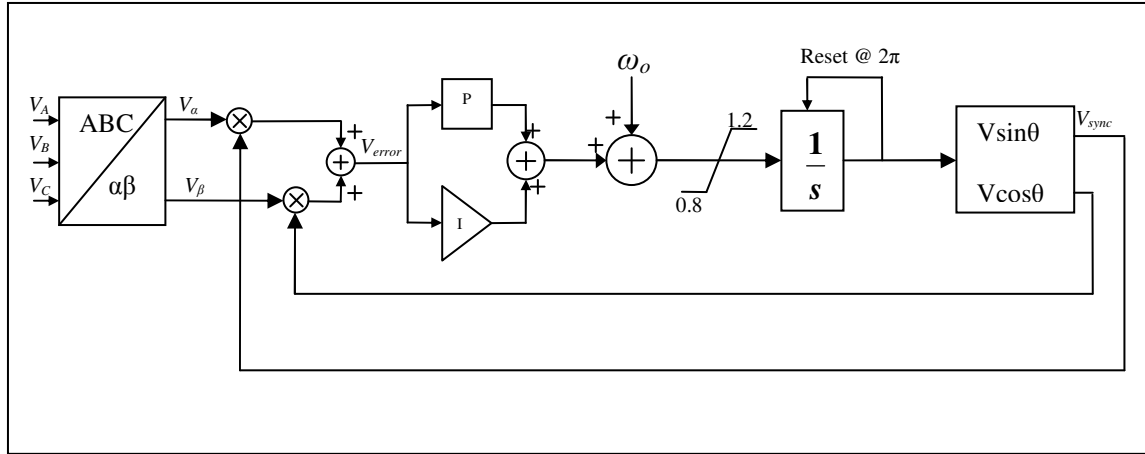 Reset @ 2π
ω_o
V_A
V_B
V_C
ABC
αβ
V_α
V_β
×
×
+
+
+
V_error
P
I
+
+
+
+
+
+
1.2
0.8
1
s
Vsinθ
Vcosθ
V_sync